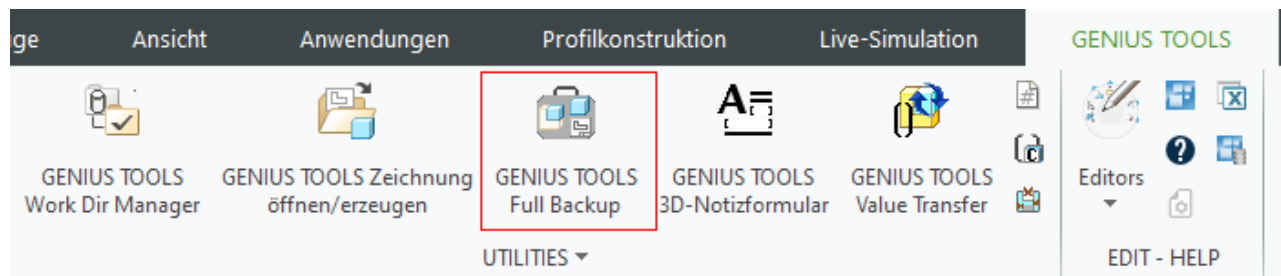 ge Ansicht Anwendungen Profilkonstruktion Live-Simulation GENIUS TOOLS
GENIUS TOOLS
Work Dir Manager
GENIUS TOOLS Zeichnung
öffnen/erzeugen
GENIUS TOOLS
Full Backup
GENIUS TOOLS
3D-Notizformular
GENIUS TOOLS
Value Transfer
Editors
UTILITIES
EDIT - HELP